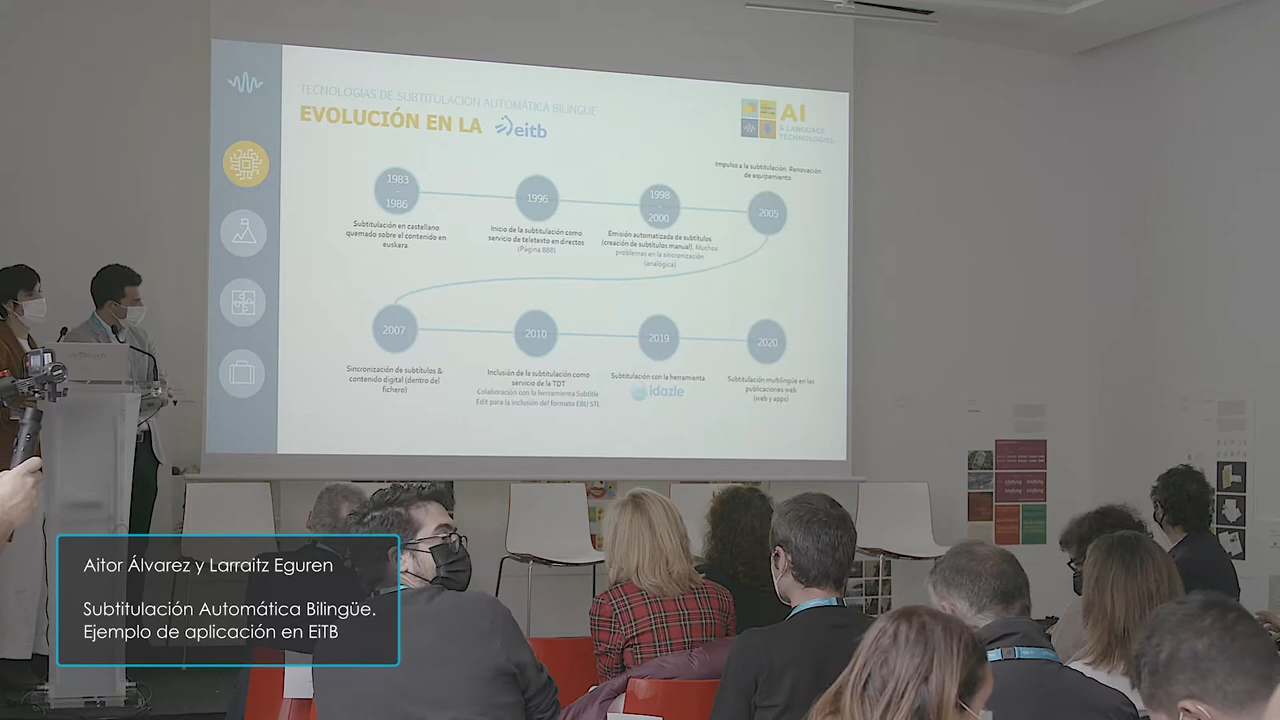 TECNOLOGÍAS DE SUBTITULACIÓN AUTOMÁTICA BILINGÜE
EVOLUCIÓN EN LA eitb
AI
& LANGUAGE
TECHNOLOGIES
1983
-
1986
Subtitulación en castellano
quemado sobre el contenido en
euskera.
1996
Inicio de la subtitulación como
servicio de teletexto en directos
(Página 888)
1998
-
2000
Emisión automatizada de subtítulos
(creación de subtítulos manual). Muchos
problemas en la sincronización
(analógica)
Impulso a la subtitulación. Renovación
de equipamiento
2005
2007
Sincronización de subtítulos &
contenido digital (dentro del
fichero)
2010
Inclusión de la subtitulación como
servicio de la TDT
Colaboración con la herramienta Subtitle
Edit para la inclusión del formato EBU STL
2019
Subtitulación con la herramienta
idazle
2020
Subtitulación multilingüe en las
publicaciones web
(web y apps)
Aitor Álvarez y Larraitz Eguren
Subtitulación Automática Bilingüe.
Ejemplo de aplicación en EiTB